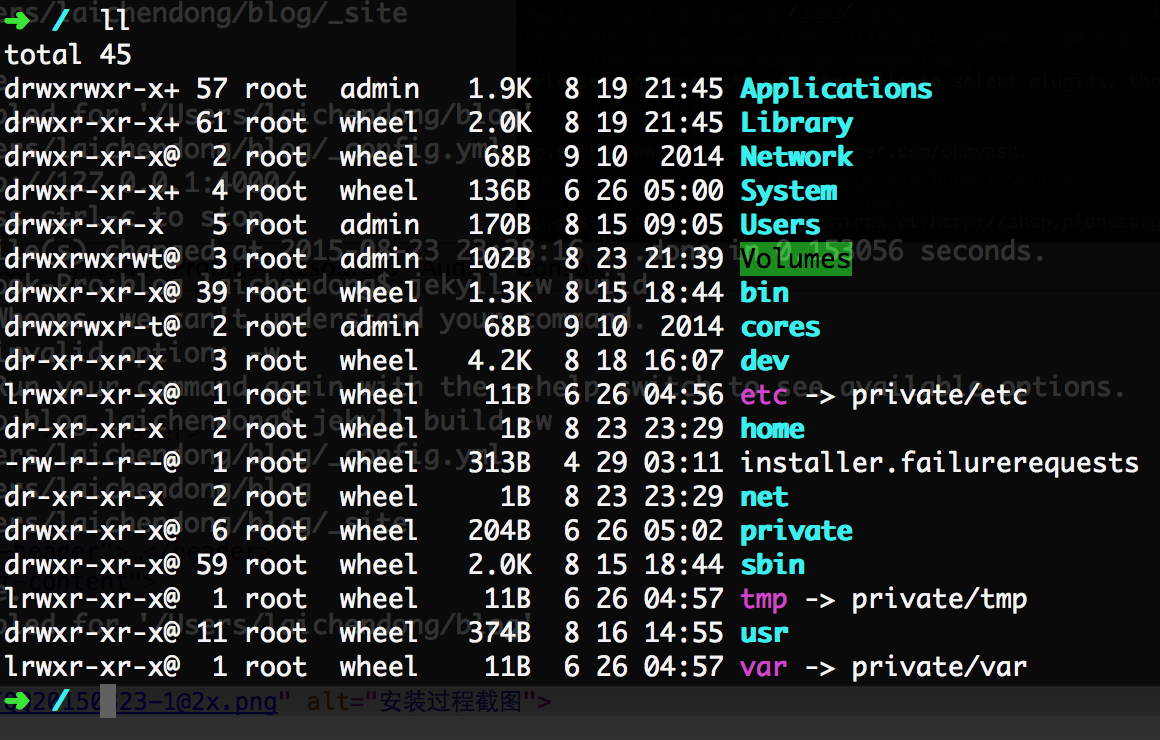 ➜ / ll
total 45
drwxrwxr-x+ 57 root  admin   1.9K  8 19 21:45 Applications
drwxr-xr-x+ 61 root  wheel   2.0K  8 19 21:45 Library
drwxr-xr-x@  2 root  wheel    68B  9 10  2014 Network
drwxr-xr-x+  4 root  wheel   136B  6 26 05:00 System
drwxr-xr-x   5 root  admin   170B  8 15 09:05 Users
drwxrwxrwt@  3 root  admin   102B  8 23 21:39 Volumes
drwxr-xr-x@ 39 root  wheel   1.3K  8 15 18:44 bin
drwxrwxr-t@  2 root  admin    68B  9 10  2014 cores
dr-xr-xr-x   3 root  wheel   4.2K  8 18 16:07 dev
lrwxr-xr-x@  1 root  wheel    11B  6 26 04:56 etc -> private/etc
dr-xr-xr-x   2 root  wheel     1B  8 23 23:29 home
-rw-r--r--@  1 root  wheel   313B  4 29 03:11 installer.failurerequests
dr-xr-xr-x   2 root  wheel     1B  8 23 23:29 net
drwxr-xr-x@  6 root  wheel   204B  6 26 05:02 private
drwxr-xr-x@ 59 root  wheel   2.0K  8 15 18:44 sbin
lrwxr-xr-x@  1 root  wheel    11B  6 26 04:57 tmp -> private/tmp
drwxr-xr-x@ 11 root  wheel   374B  8 16 14:55 usr
lrwxr-xr-x@  1 root  wheel    11B  6 26 04:57 var -> private/var
➜ /
23-1@2x.png" alt="安装过程截图">